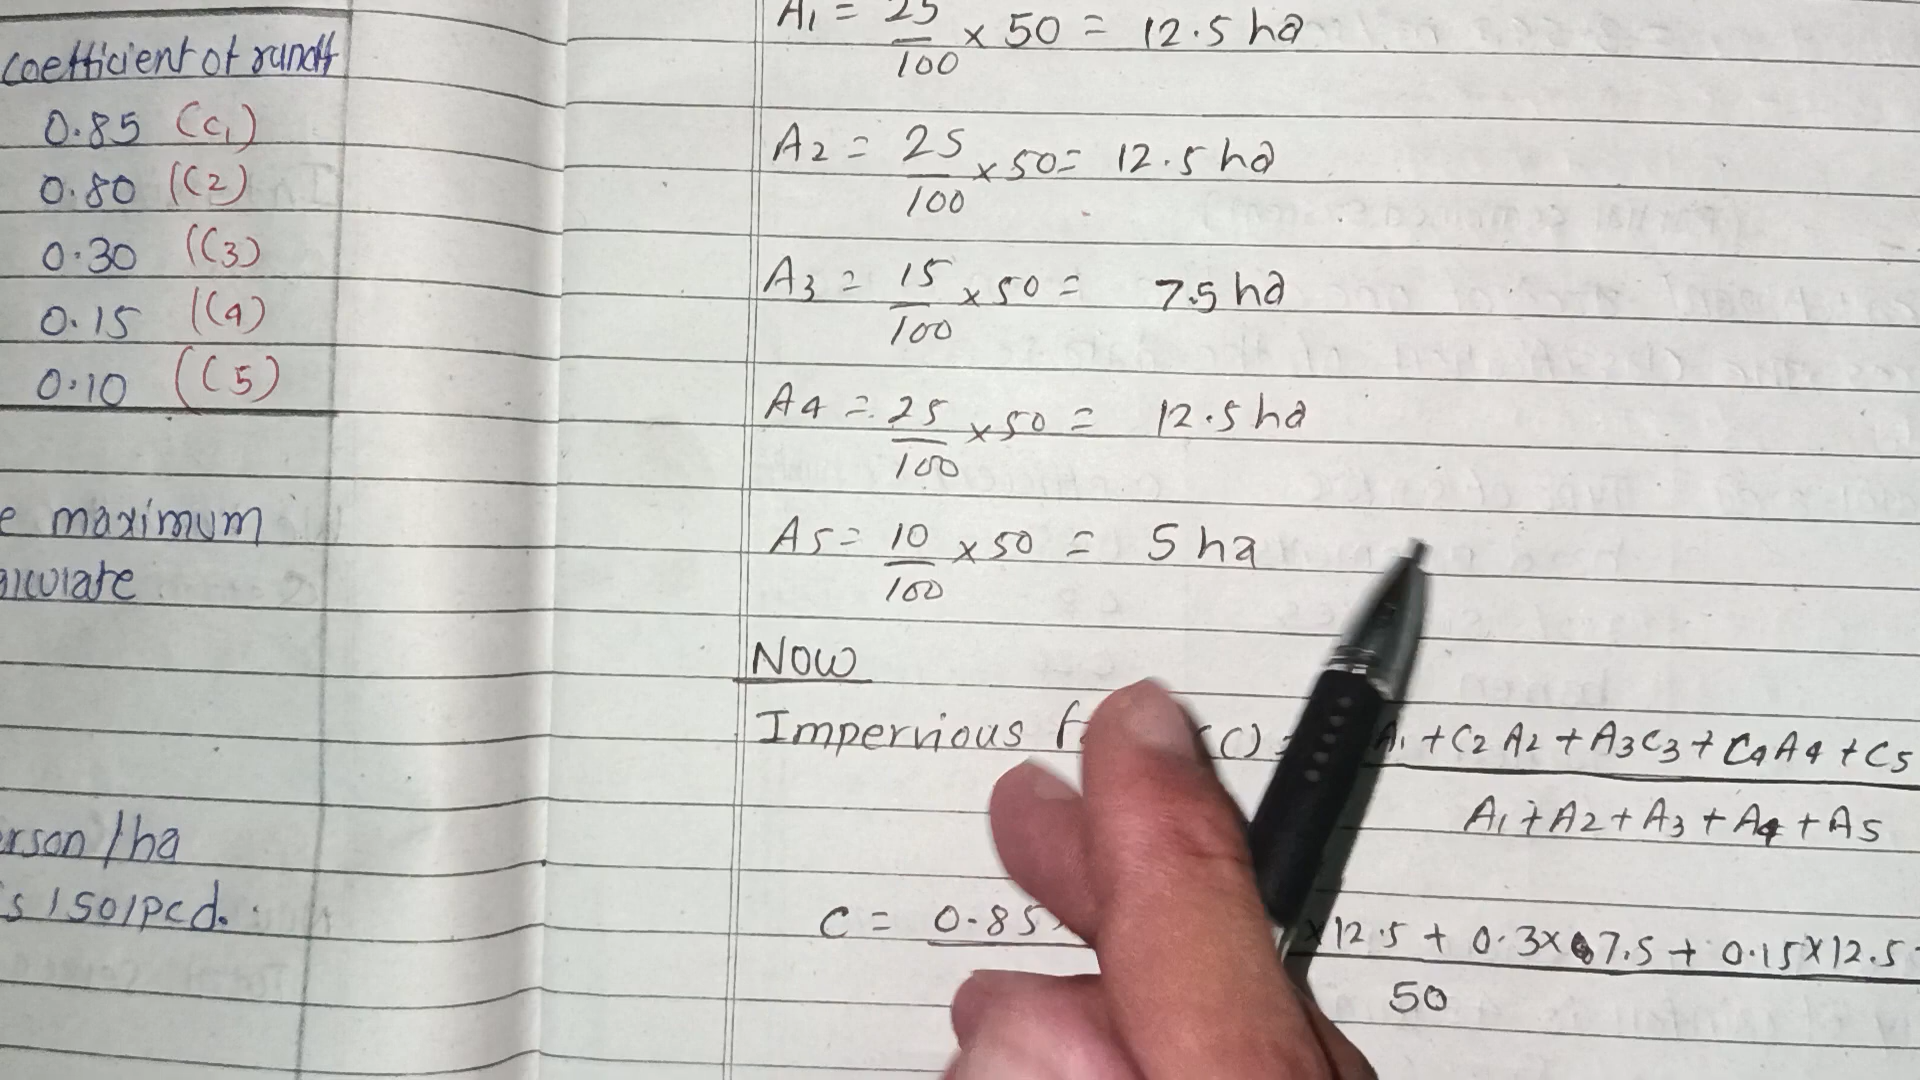 coefficient of runoff
0.85 (C1)
0.80 (C2)
0.30 (C3)
0.15 (C4)
0.10 (C5)
maximum
/ha
150lpcd.
A1 = 25/100 × 50 = 12.5 ha
A2 = 25/100 × 50 = 12.5 ha
A3 = 15/100 × 50 = 7.5 ha
A4 = 25/100 × 50 = 12.5 ha
A5 = 10/100 × 50 = 5 ha
Now
Impervious (C) = A1 + C2 A2 + A3C3 + C4A4 + C5
A1 + A2 + A3 + A4 + A5
C = 0.85 ×12.5 + 0.3×7.5 + 0.15×12.5
50